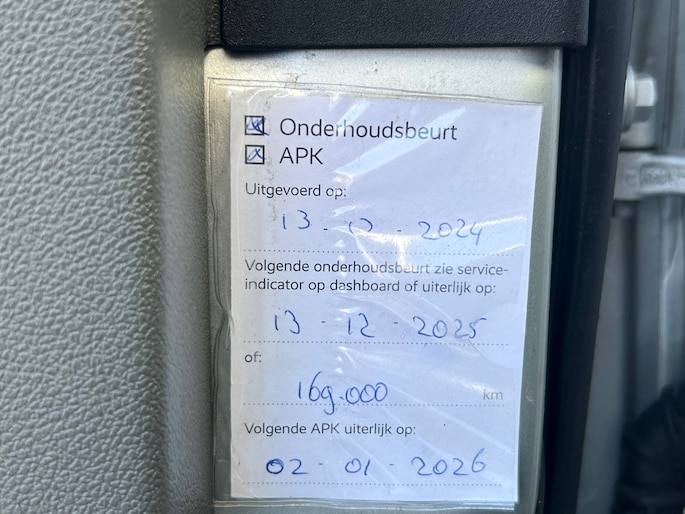 Onderhoudsbeurt
APK
Uitgevoerd op:
13-12-2024
Volgende onderhoudsbeurt zie service-
indicator op dashboard of uiterlijk op:
13-12-2025
of:
169.000 km
Volgende APK uiterlijk op:
02-01-2026